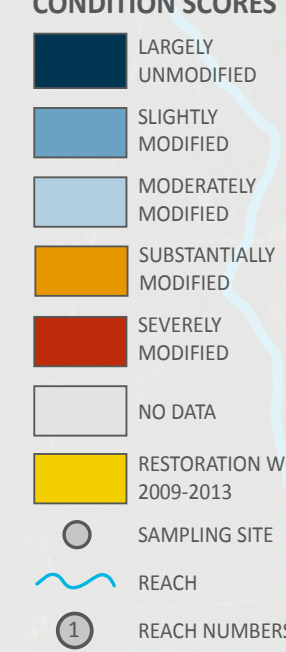 CONDITION SCORES
LARGELY
UNMODIFIED
SLIGHTLY
MODIFIED
MODERATELY
MODIFIED
SUBSTANTIALLY
MODIFIED
SEVERELY
MODIFIED
NO DATA
RESTORATION
2009-2013
SAMPLING SITE
REACH
1 REACH NUMBERS